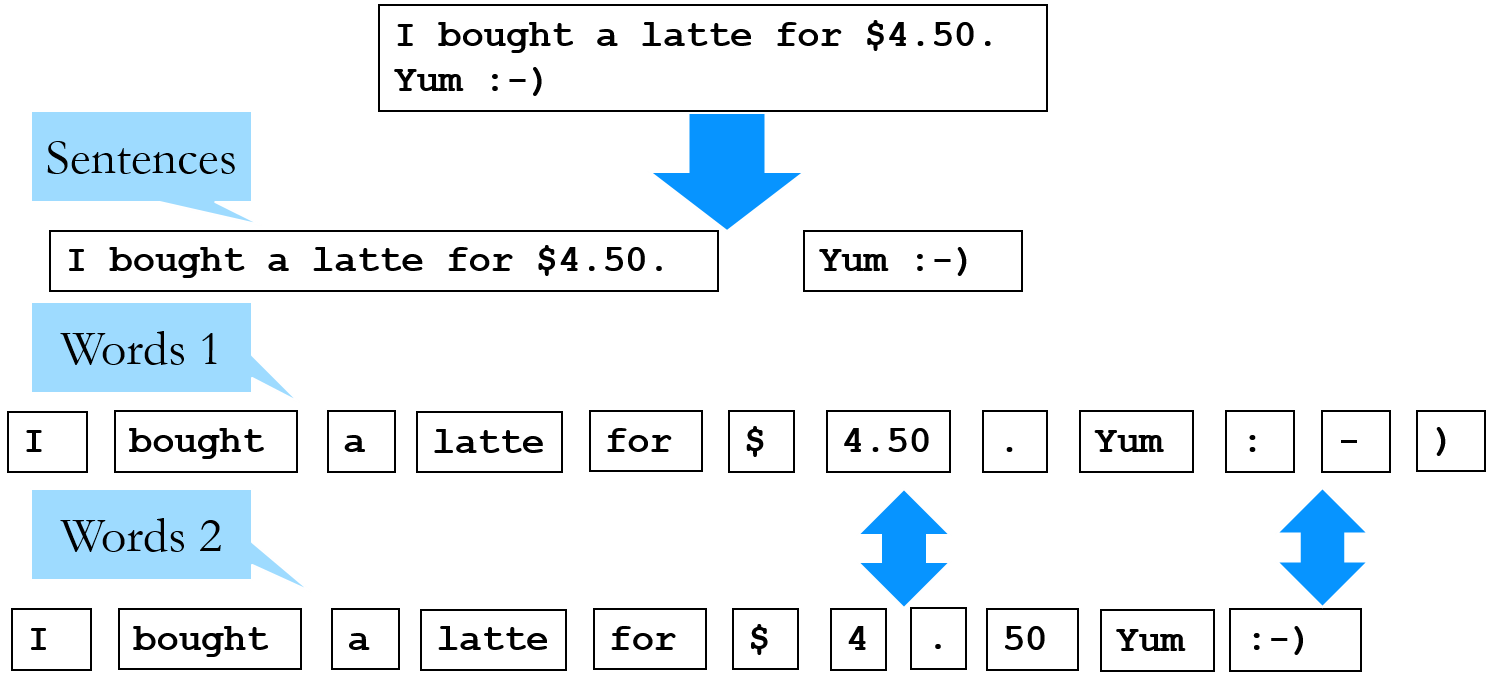 I bought a latte for $4.50.
Yum :-)
Sentences
I bought a latte for $4.50. Yum :-)
Words 1
I bought a latte for $ 4.50 . Yum : - )
Words 2
I bought a latte for $ 4 . 50 Yum :-)